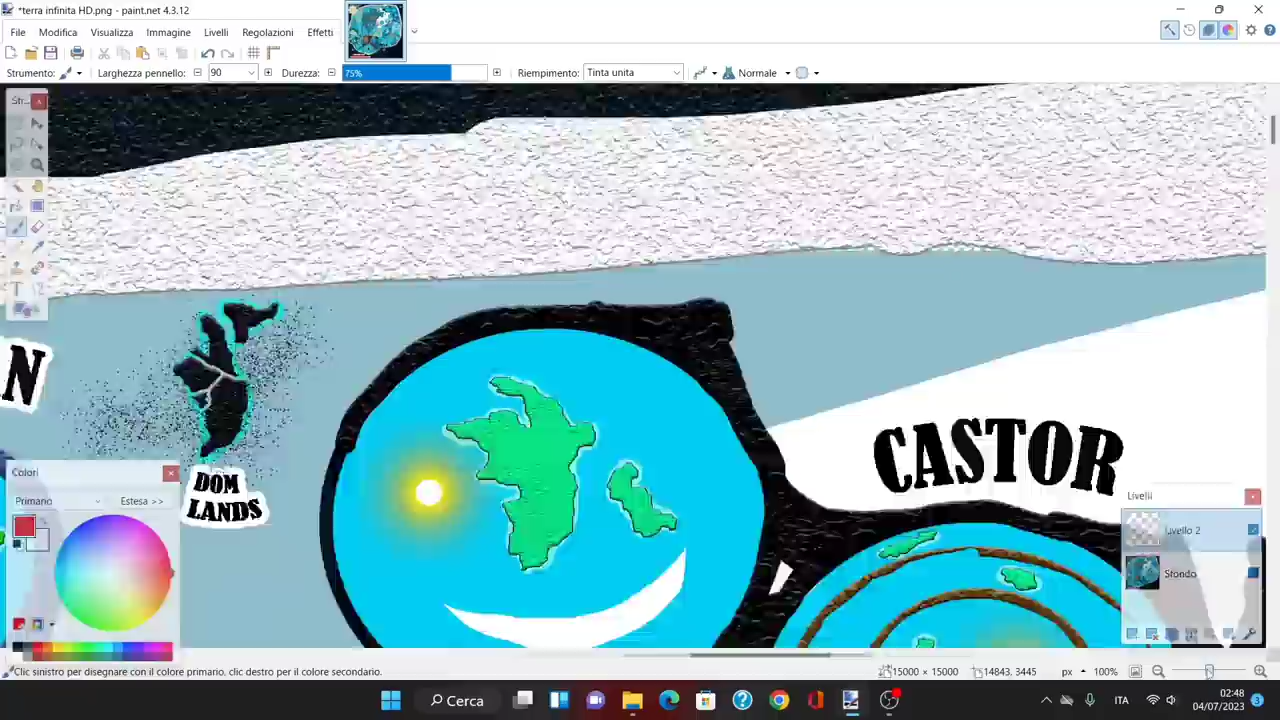 *terra infinita HD.png - paint.net 4.3.12
File Modifica Visualizza Immagine Livelli Regolazioni Effetti
Strumento: Larghezza pennello: 90 Durezza: 75% Riempimento: Tinta unita Normale
Str...
N
CASTOR
DOM
LANDS
Colori
Primario Estesa >>
Livelli
Livello 2
Sfondo
Clic sinistro per disegnare con il colore primario, clic destro per il colore secondario.
15000 × 15000 14843, 3445 px 100%
Cerca
ITA
02:48
04/07/2023
3